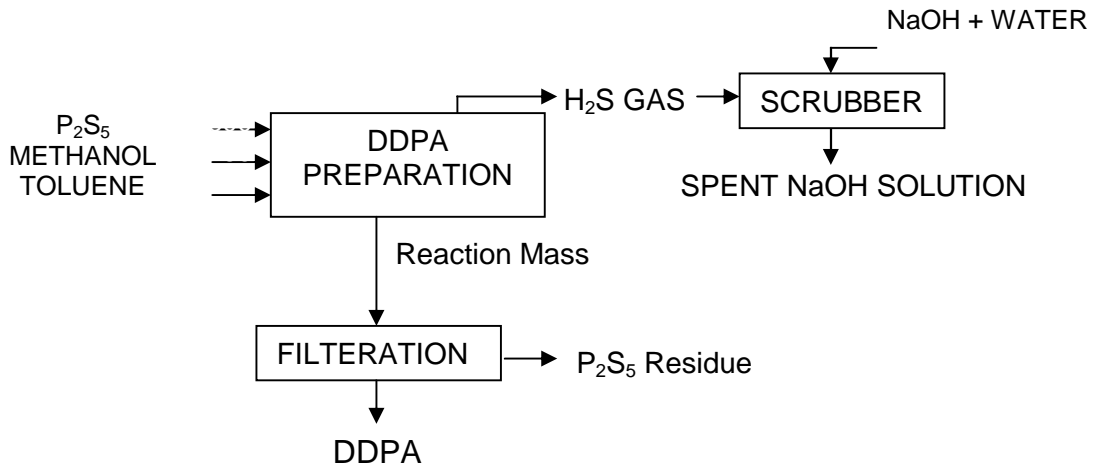 NaOH + WATER
H₂S GAS
SCRUBBER
P₂S₅
METHANOL
TOLUENE
DDPA
PREPARATION
SPENT NaOH SOLUTION
Reaction Mass
FILTERATION
P₂S₅ Residue
DDPA